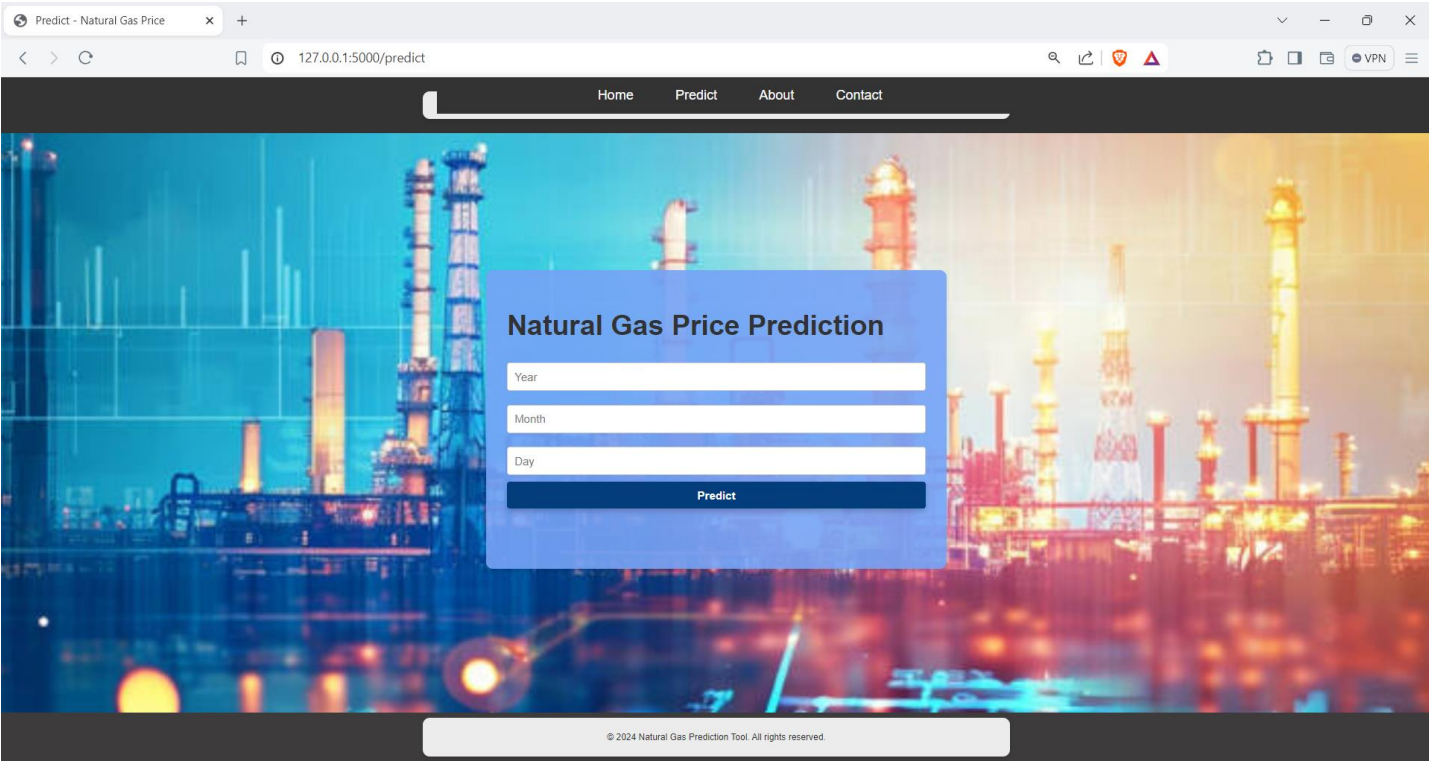 Predict - Natural Gas Price
127.0.0.1:5000/predict
VPN
Home Predict About Contact
Natural Gas Price Prediction
Year
Month
Day
Predict
© 2024 Natural Gas Prediction Tool. All rights reserved.